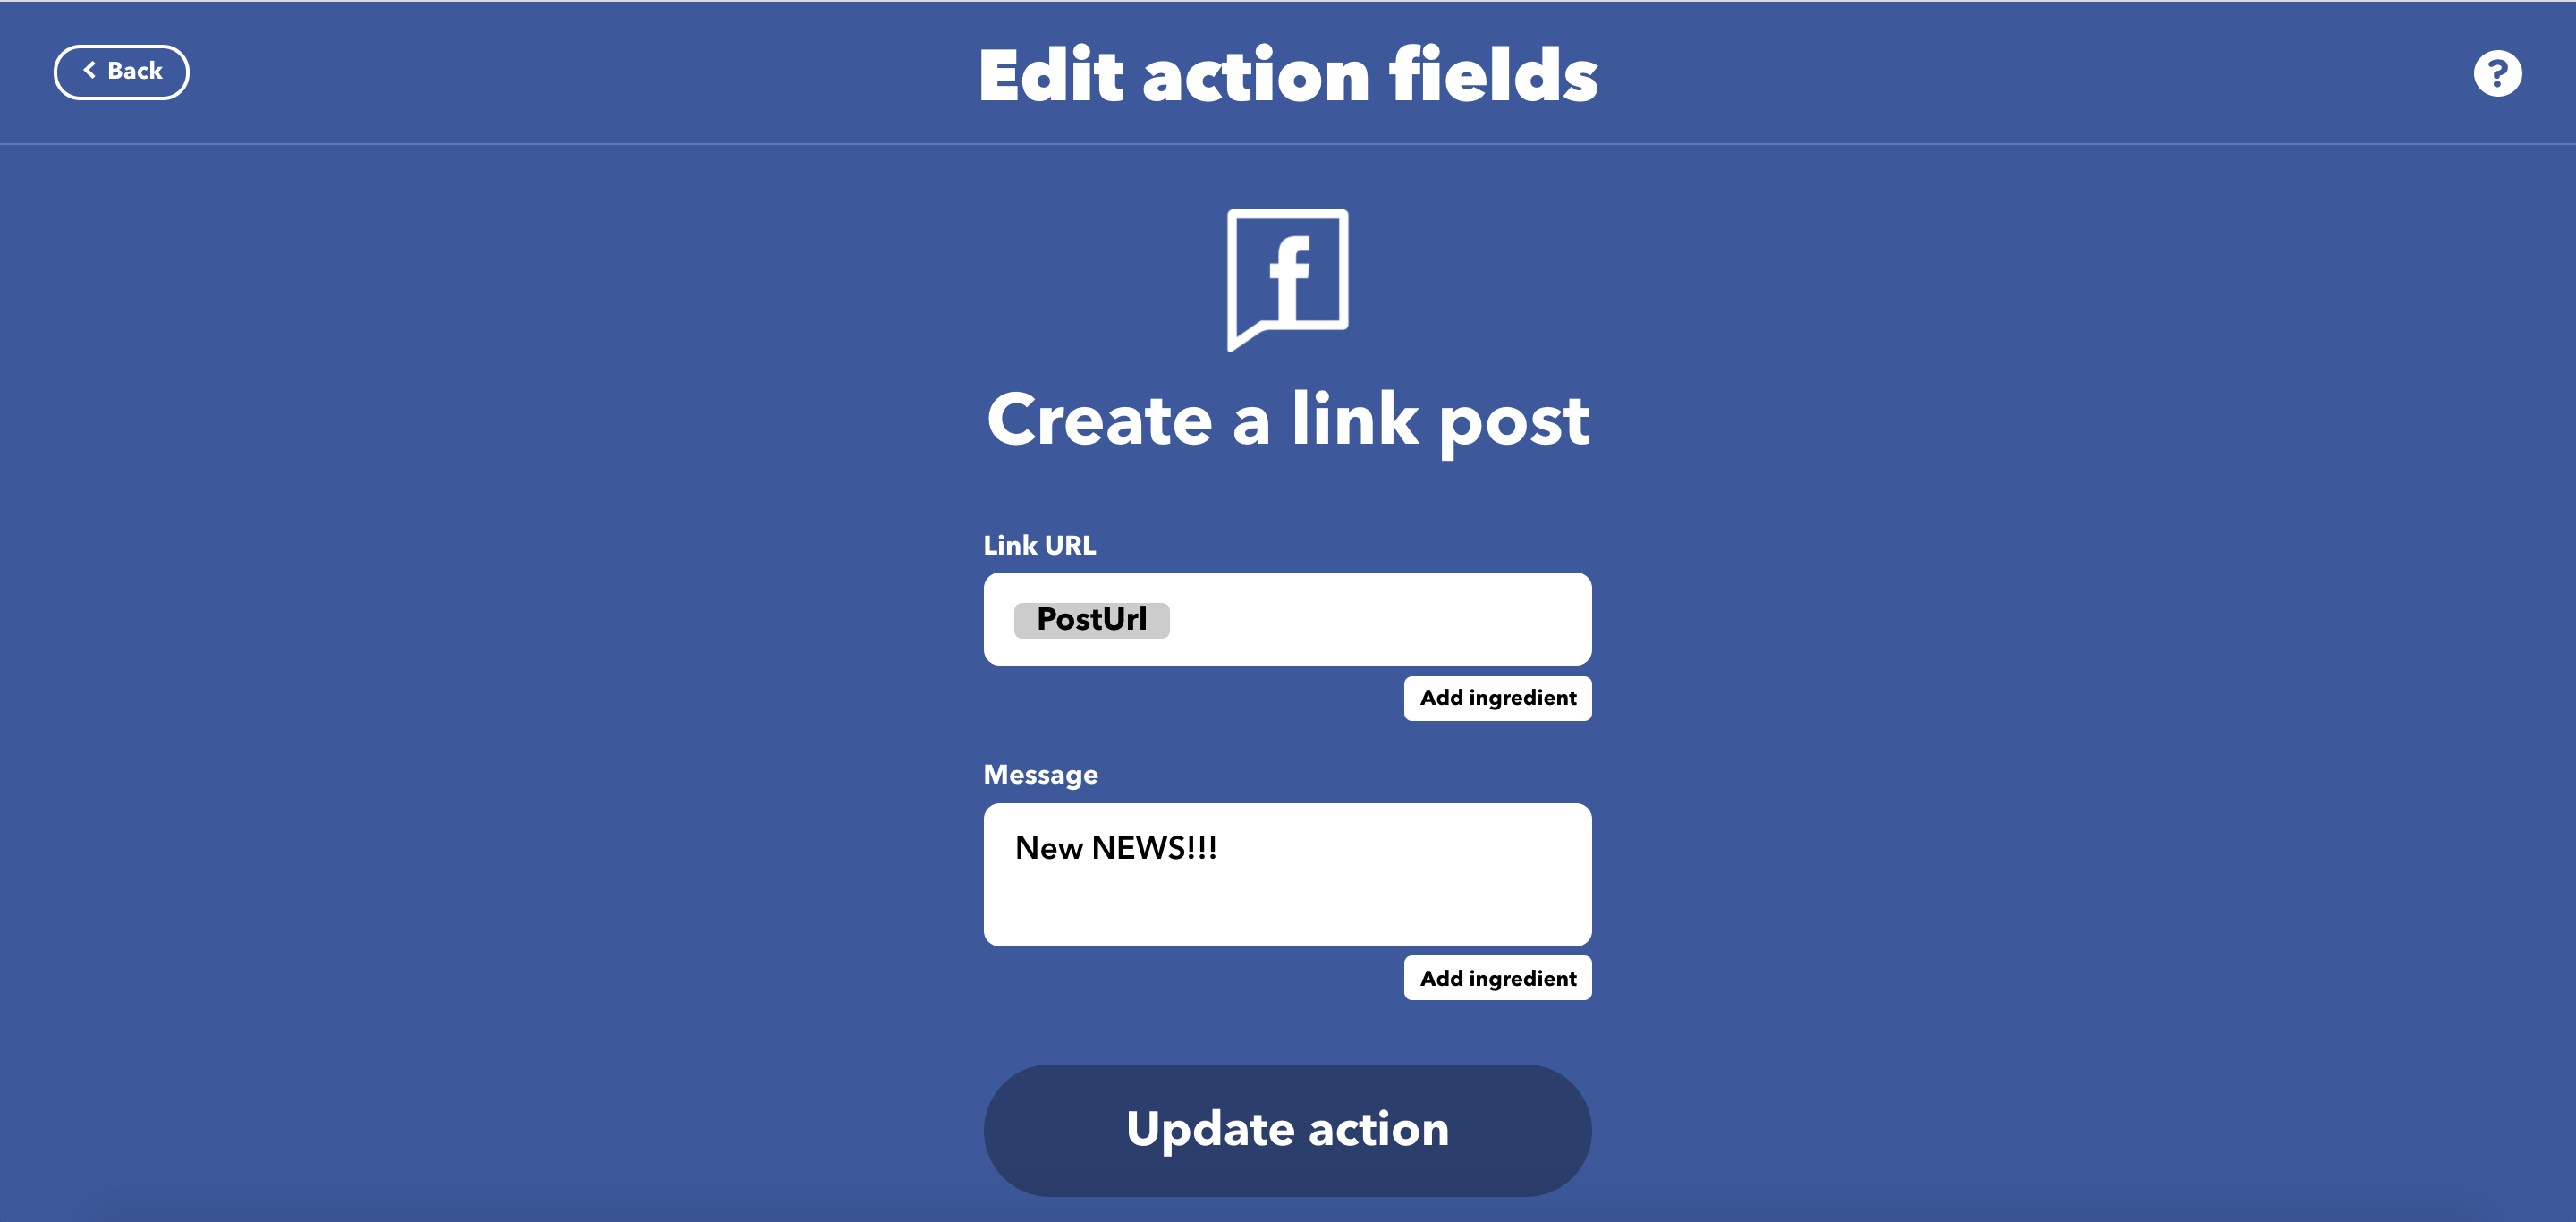 Back
Edit action fields
?
f
Create a link post
Link URL
PostUrl
Add ingredient
Message
New NEWS!!!
Add ingredient
Update action